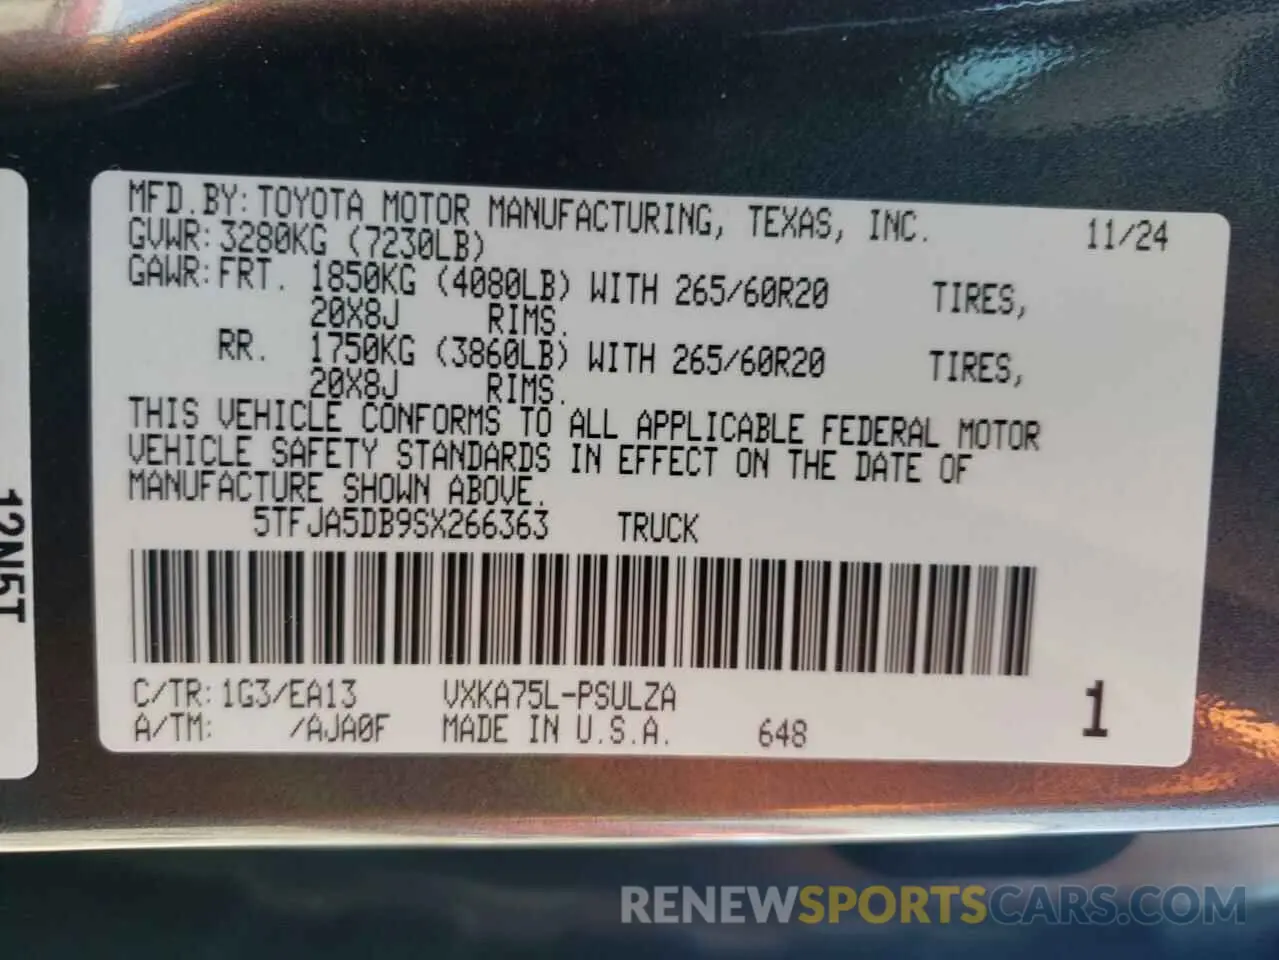 MFD.BY:TOYOTA MOTOR MANUFACTURING, TEXAS, INC. 11/24
GVWR:3280KG (7230LB)
GAWR:FRT. 1850KG (4080LB) WITH 265/60R20 TIRES,
20X8J RIMS.
RR. 1750KG (3860LB) WITH 265/60R20 TIRES,
20X8J RIMS.
THIS VEHICLE CONFORMS TO ALL APPLICABLE FEDERAL MOTOR
VEHICLE SAFETY STANDARDS IN EFFECT ON THE DATE OF
MANUFACTURE SHOWN ABOVE.
5TFJA5DB9SX266363 TRUCK
C/TR:1G3/EA13 VXKA75L-PSULZA
A/TM: /AJA0F MADE IN U.S.A. 648 1
12N5T
RENEWSPORTSCARS.COM